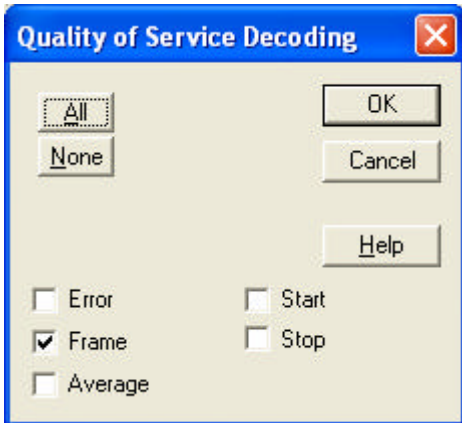 Quality of Service Decoding
All
OK
None
Cancel
Help
Error
Start
Frame
Stop
Average